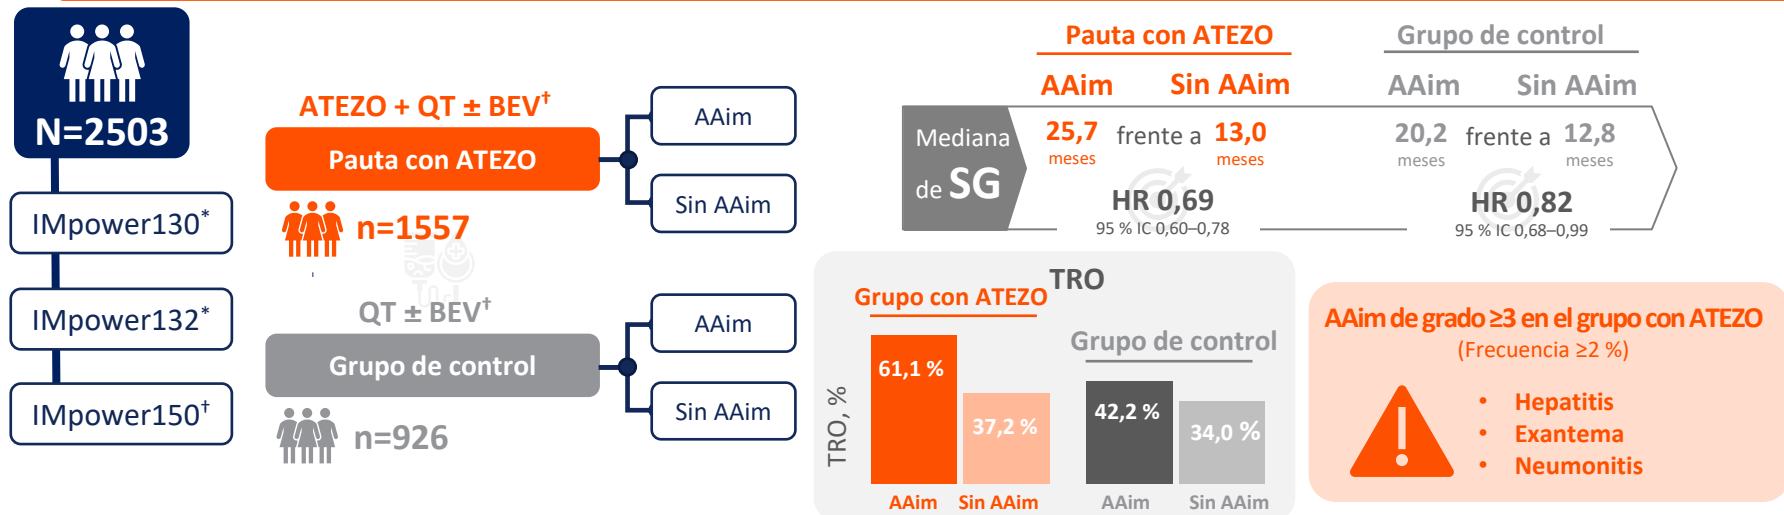 N=2503
IMpower130*
IMpower132*
IMpower150†
ATEZO + QT ± BEV†
Pauta con ATEZO
n=1557
AAim
Sin AAim
QT ± BEV†
Grupo de control
n=926
AAim
Sin AAim
Pauta con ATEZO
Grupo de control
AAim Sin AAim
AAim Sin AAim
Mediana
de SG
25,7 frente a 13,0
meses meses
HR 0,69
95 % IC 0,60–0,78
20,2 frente a 12,8
meses meses
HR 0,82
95 % IC 0,68–0,99
TRO
Grupo con ATEZO
Grupo de control
TRO, %
61,1 %
37,2 %
42,2 %
34,0 %
AAim Sin AAim
AAim Sin AAim
AAim de grado ≥3 en el grupo con ATEZO
(Frecuencia ≥2 %)
• Hepatitis
• Exantema
• Neumonitis